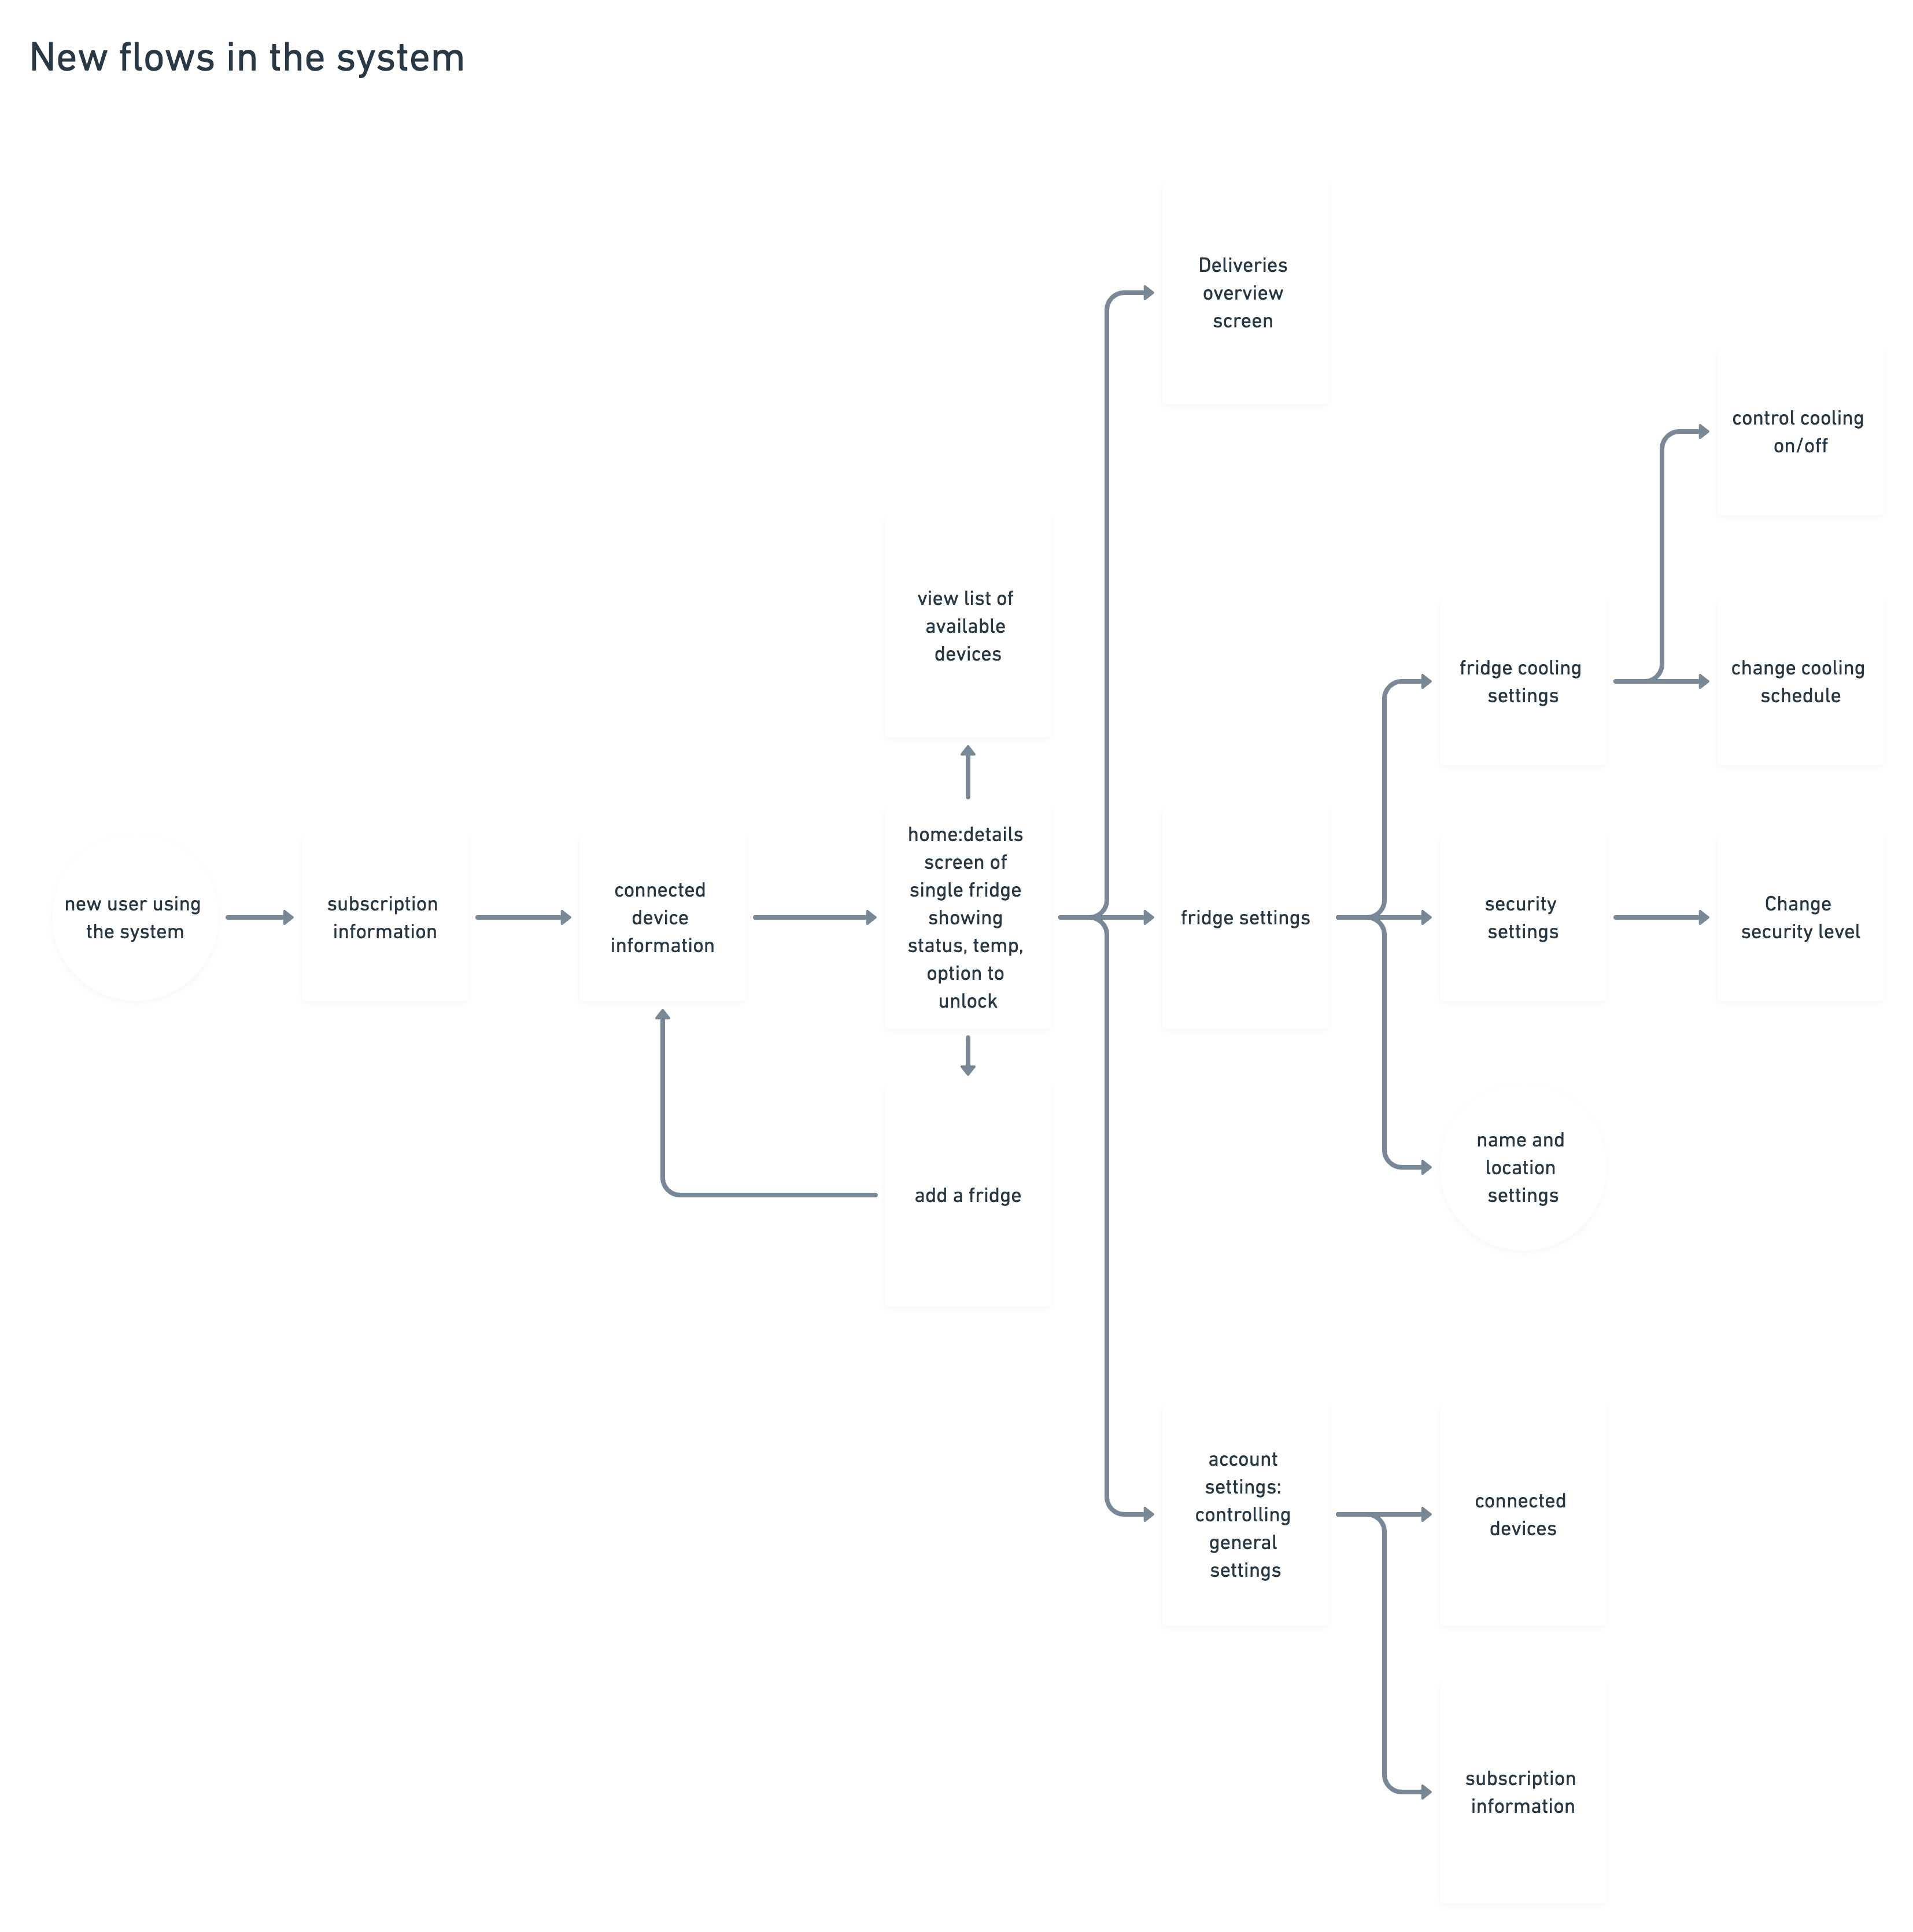 New flows in the system
Deliveries
overview
screen
control cooling
on/off
view list of
available
devices
fridge cooling
settings
change cooling
schedule
new user using
the system
subscription
information
connected
device
information
home:details
screen of
single fridge
showing
status, temp,
option to
unlock
fridge settings
security
settings
Change
security level
name and
location
settings
add a fridge
account
settings:
controlling
general
settings
connected
devices
subscription
information